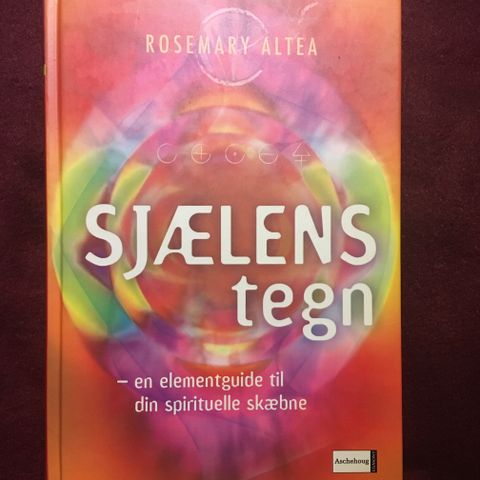 ROSEMARY ALTEA
SJÆLENS
tegn
– en elementguide til
din spirituelle skæbne
Aschehoug